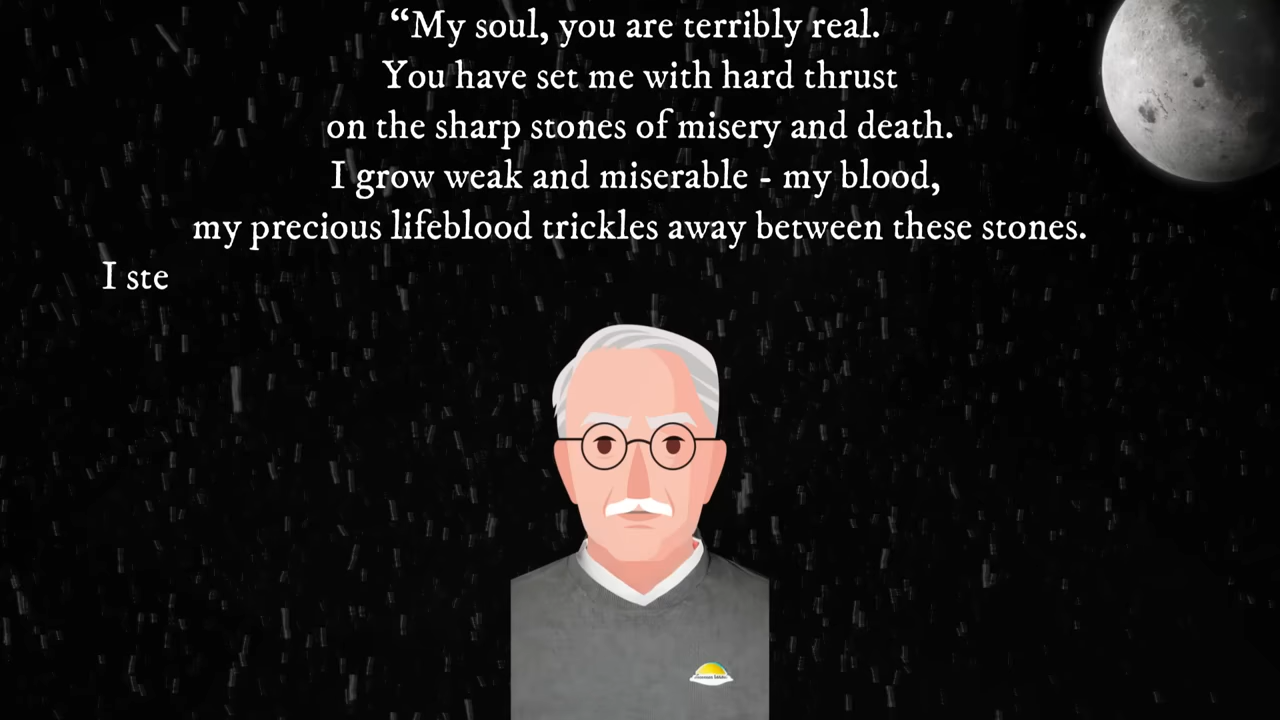 “My soul, you are terribly real.
You have set me with hard thrust
on the sharp stones of misery and death.
I grow weak and miserable - my blood,
my precious lifeblood trickles away between these stones.
I ste